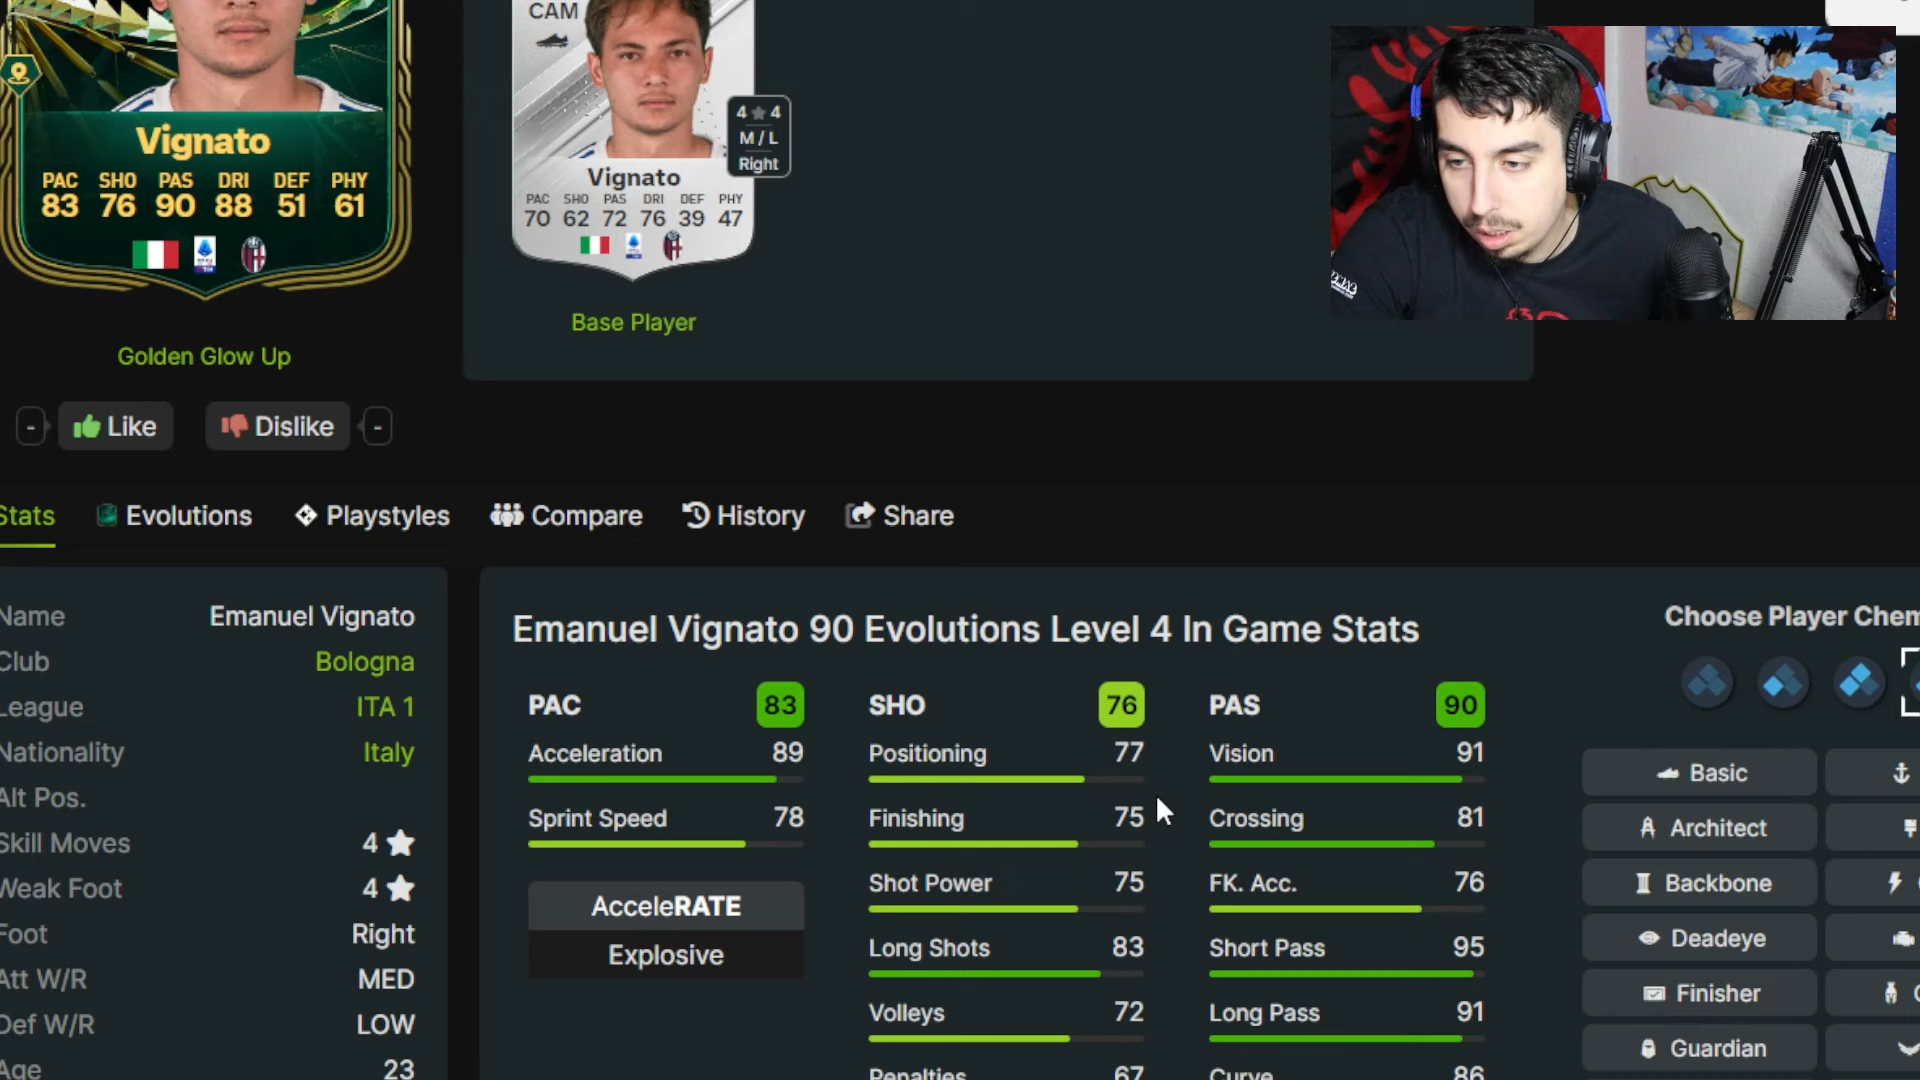 CAM
4 ★ 4
M / L
Right
Vignato
PAC SHO PAS DRI DEF PHY
83 76 90 88 51 61
Vignato
PAC SHO PAS DRI DEF PHY
70 62 72 76 39 47
Base Player
Golden Glow Up
- Like Dislike -
Stats Evolutions Playstyles Compare History Share
Name Emanuel Vignato
Club Bologna
League ITA 1
Nationality Italy
Alt Pos.
Skill Moves 4 ★
Weak Foot 4 ★
Foot Right
Att W/R MED
Def W/R LOW
Age 23
Emanuel Vignato 90 Evolutions Level 4 In Game Stats
PAC 83
Acceleration 89
Sprint Speed 78
AcceleRATE
Explosive
SHO 76
Positioning 77
Finishing 75
Shot Power 75
Long Shots 83
Volleys 72
Penalties 67
PAS 90
Vision 91
Crossing 81
FK. Acc. 76
Short Pass 95
Long Pass 91
Curve 86
Choose Player Chem
Basic
Architect
Backbone
Deadeye
Finisher
Guardian